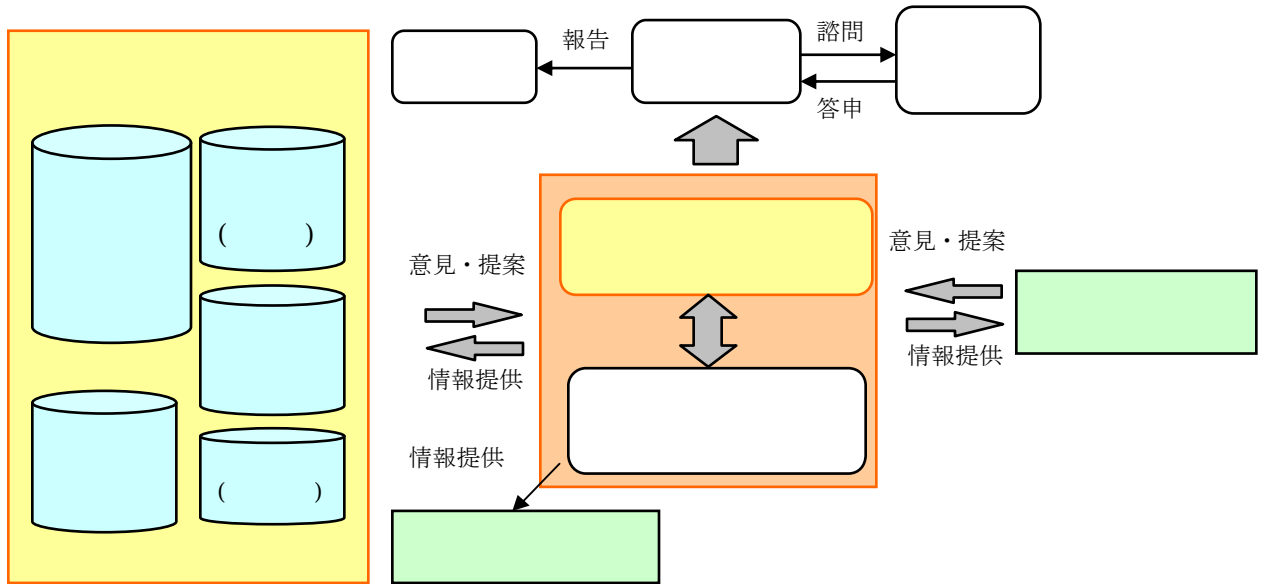 報告
諮問
答申
(　　　)
意見・提案
情報提供
意見・提案
情報提供
情報提供
(　　　)